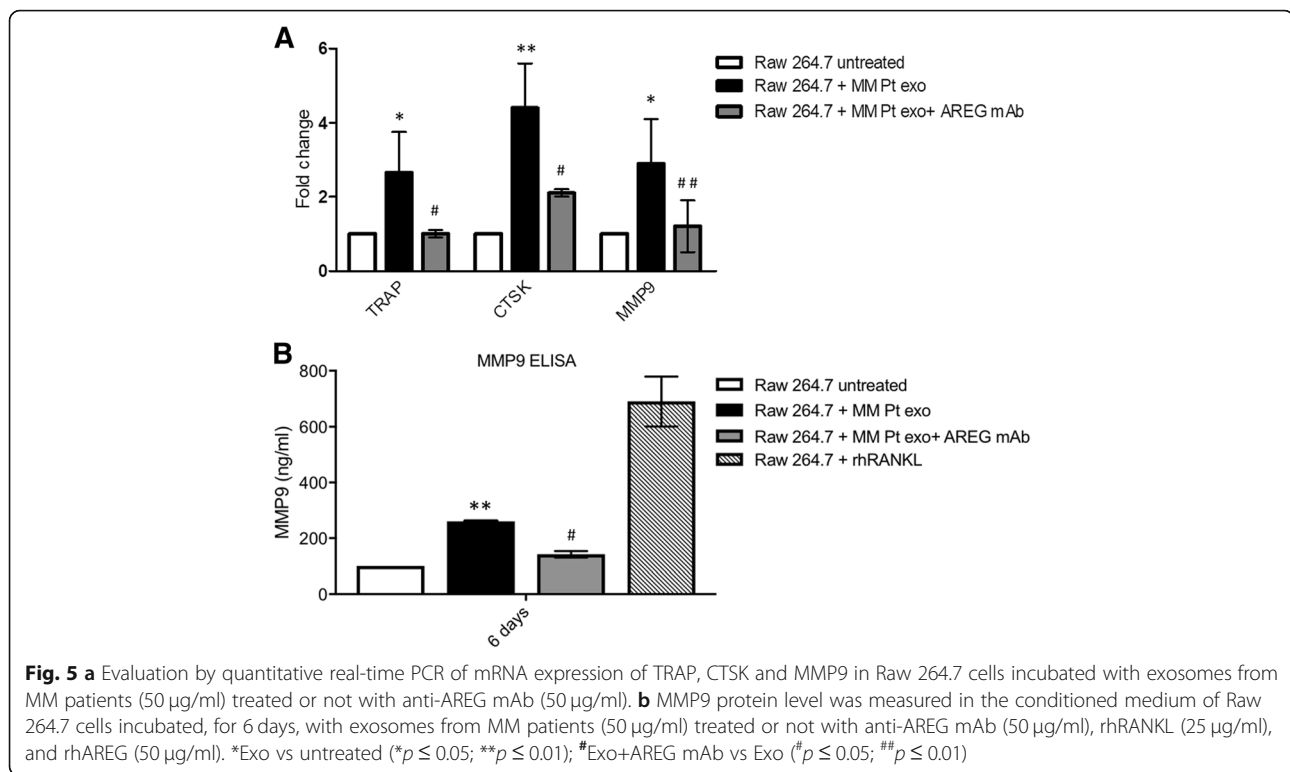 A
Fold change
6
4
2
0
*
#
**
#
*
##
TRAP
CTSK
MMP9
Raw 264.7 untreated
Raw 264.7 + MM Pt exo
Raw 264.7 + MM Pt exo+ AREG mAb
B
MMP9 ELISA
MMP9 (ng/ml)
800
600
400
200
0
**
#
6 days
Raw 264.7 untreated
Raw 264.7 + MM Pt exo
Raw 264.7 + MM Pt exo+ AREG mAb
Raw 264.7 + rhRANKL
Fig. 5 a Evaluation by quantitative real-time PCR of mRNA expression of TRAP, CTSK and MMP9 in Raw 264.7 cells incubated with exosomes from
MM patients (50 μg/ml) treated or not with anti-AREG mAb (50 μg/ml). b MMP9 protein level was measured in the conditioned medium of Raw
264.7 cells incubated, for 6 days, with exosomes from MM patients (50 μg/ml) treated or not with anti-AREG mAb (50 μg/ml), rhRANKL (25 μg/ml),
and rhAREG (50 μg/ml). *Exo vs untreated (*p ≤ 0.05; **p ≤ 0.01); #Exo+AREG mAb vs Exo (#p ≤ 0.05; ##p ≤ 0.01)